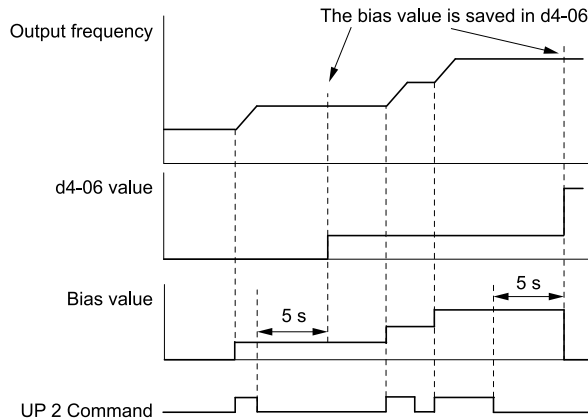 The bias value is saved in d4-06
Output frequency
d4-06 value
Bias value
5 s
5 s
UP 2 Command